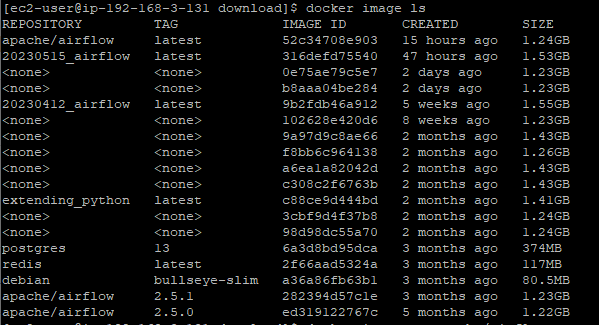 [ec2-user@ip-192-168-3-131 download]$ docker image ls
REPOSITORY TAG IMAGE ID CREATED SIZE
apache/airflow latest 52c34708e903 15 hours ago 1.24GB
20230515_airflow latest 316defd75540 47 hours ago 1.53GB
<none> <none> 0e75ae79c5e7 2 days ago 1.23GB
<none> <none> b8aaa04be284 2 days ago 1.23GB
20230412_airflow latest 9b2fdb46a912 5 weeks ago 1.55GB
<none> <none> 102628e420d6 8 weeks ago 1.23GB
<none> <none> 9a97d9c8ae66 2 months ago 1.43GB
<none> <none> f8bb6c964138 2 months ago 1.26GB
<none> <none> a6ea1a82042d 2 months ago 1.43GB
<none> <none> c308c2f6763b 2 months ago 1.43GB
extending_python latest c88ce9d444bd 2 months ago 1.41GB
<none> <none> 3cbf9d4f37b8 2 months ago 1.24GB
<none> <none> 98d98dc55a70 2 months ago 1.24GB
postgres 13 6a3d8bd95dca 3 months ago 374MB
redis latest 2f66aad5324a 3 months ago 117MB
debian bullseye-slim a36a86fb63b1 3 months ago 80.5MB
apache/airflow 2.5.1 282394d57c1e 3 months ago 1.23GB
apache/airflow 2.5.0 ed319122767c 5 months ago 1.22GB